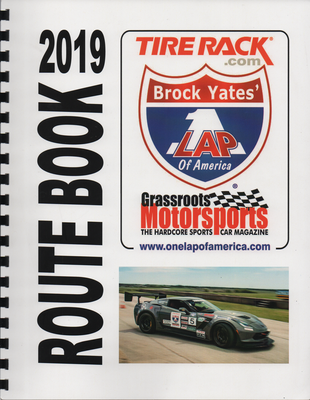 ROUTE BOOK 2019
TIRE RACK®
.com
Brock Yates'
1
LAP
Of America
®
Grassroots
Motorsports
THE HARDCORE SPORTS CAR MAGAZINE
www.onelapofamerica.com
5